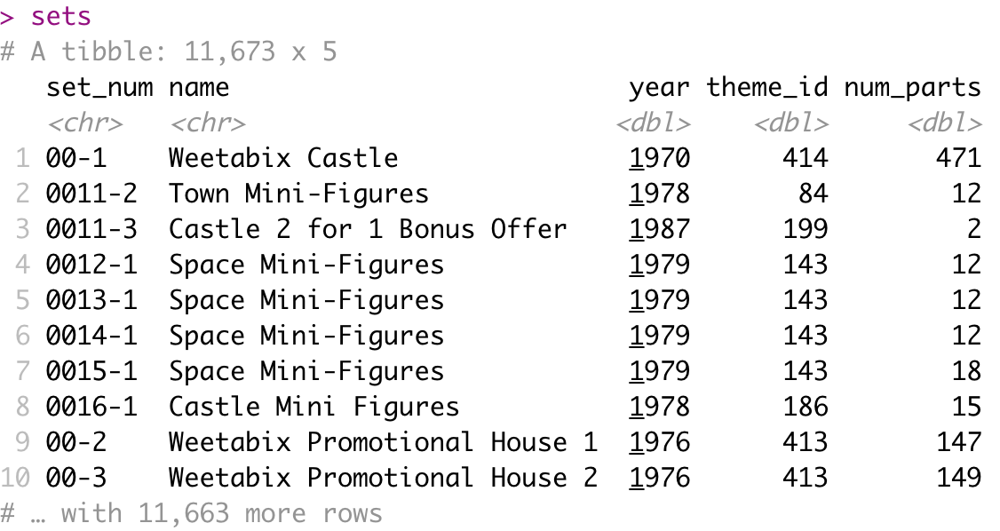 > sets
# A tibble: 11,673 x 5
set_num name year theme_id num_parts
<chr> <chr> <dbl> <dbl> <dbl>
1 00-1 Weetabix Castle 1970 414 471
2 0011-2 Town Mini-Figures 1978 84 12
3 0011-3 Castle 2 for 1 Bonus Offer 1987 199 2
4 0012-1 Space Mini-Figures 1979 143 12
5 0013-1 Space Mini-Figures 1979 143 12
6 0014-1 Space Mini-Figures 1979 143 12
7 0015-1 Space Mini-Figures 1979 143 18
8 0016-1 Castle Mini Figures 1978 186 15
9 00-2 Weetabix Promotional House 1 1976 413 147
10 00-3 Weetabix Promotional House 2 1976 413 149
# … with 11,663 more rows